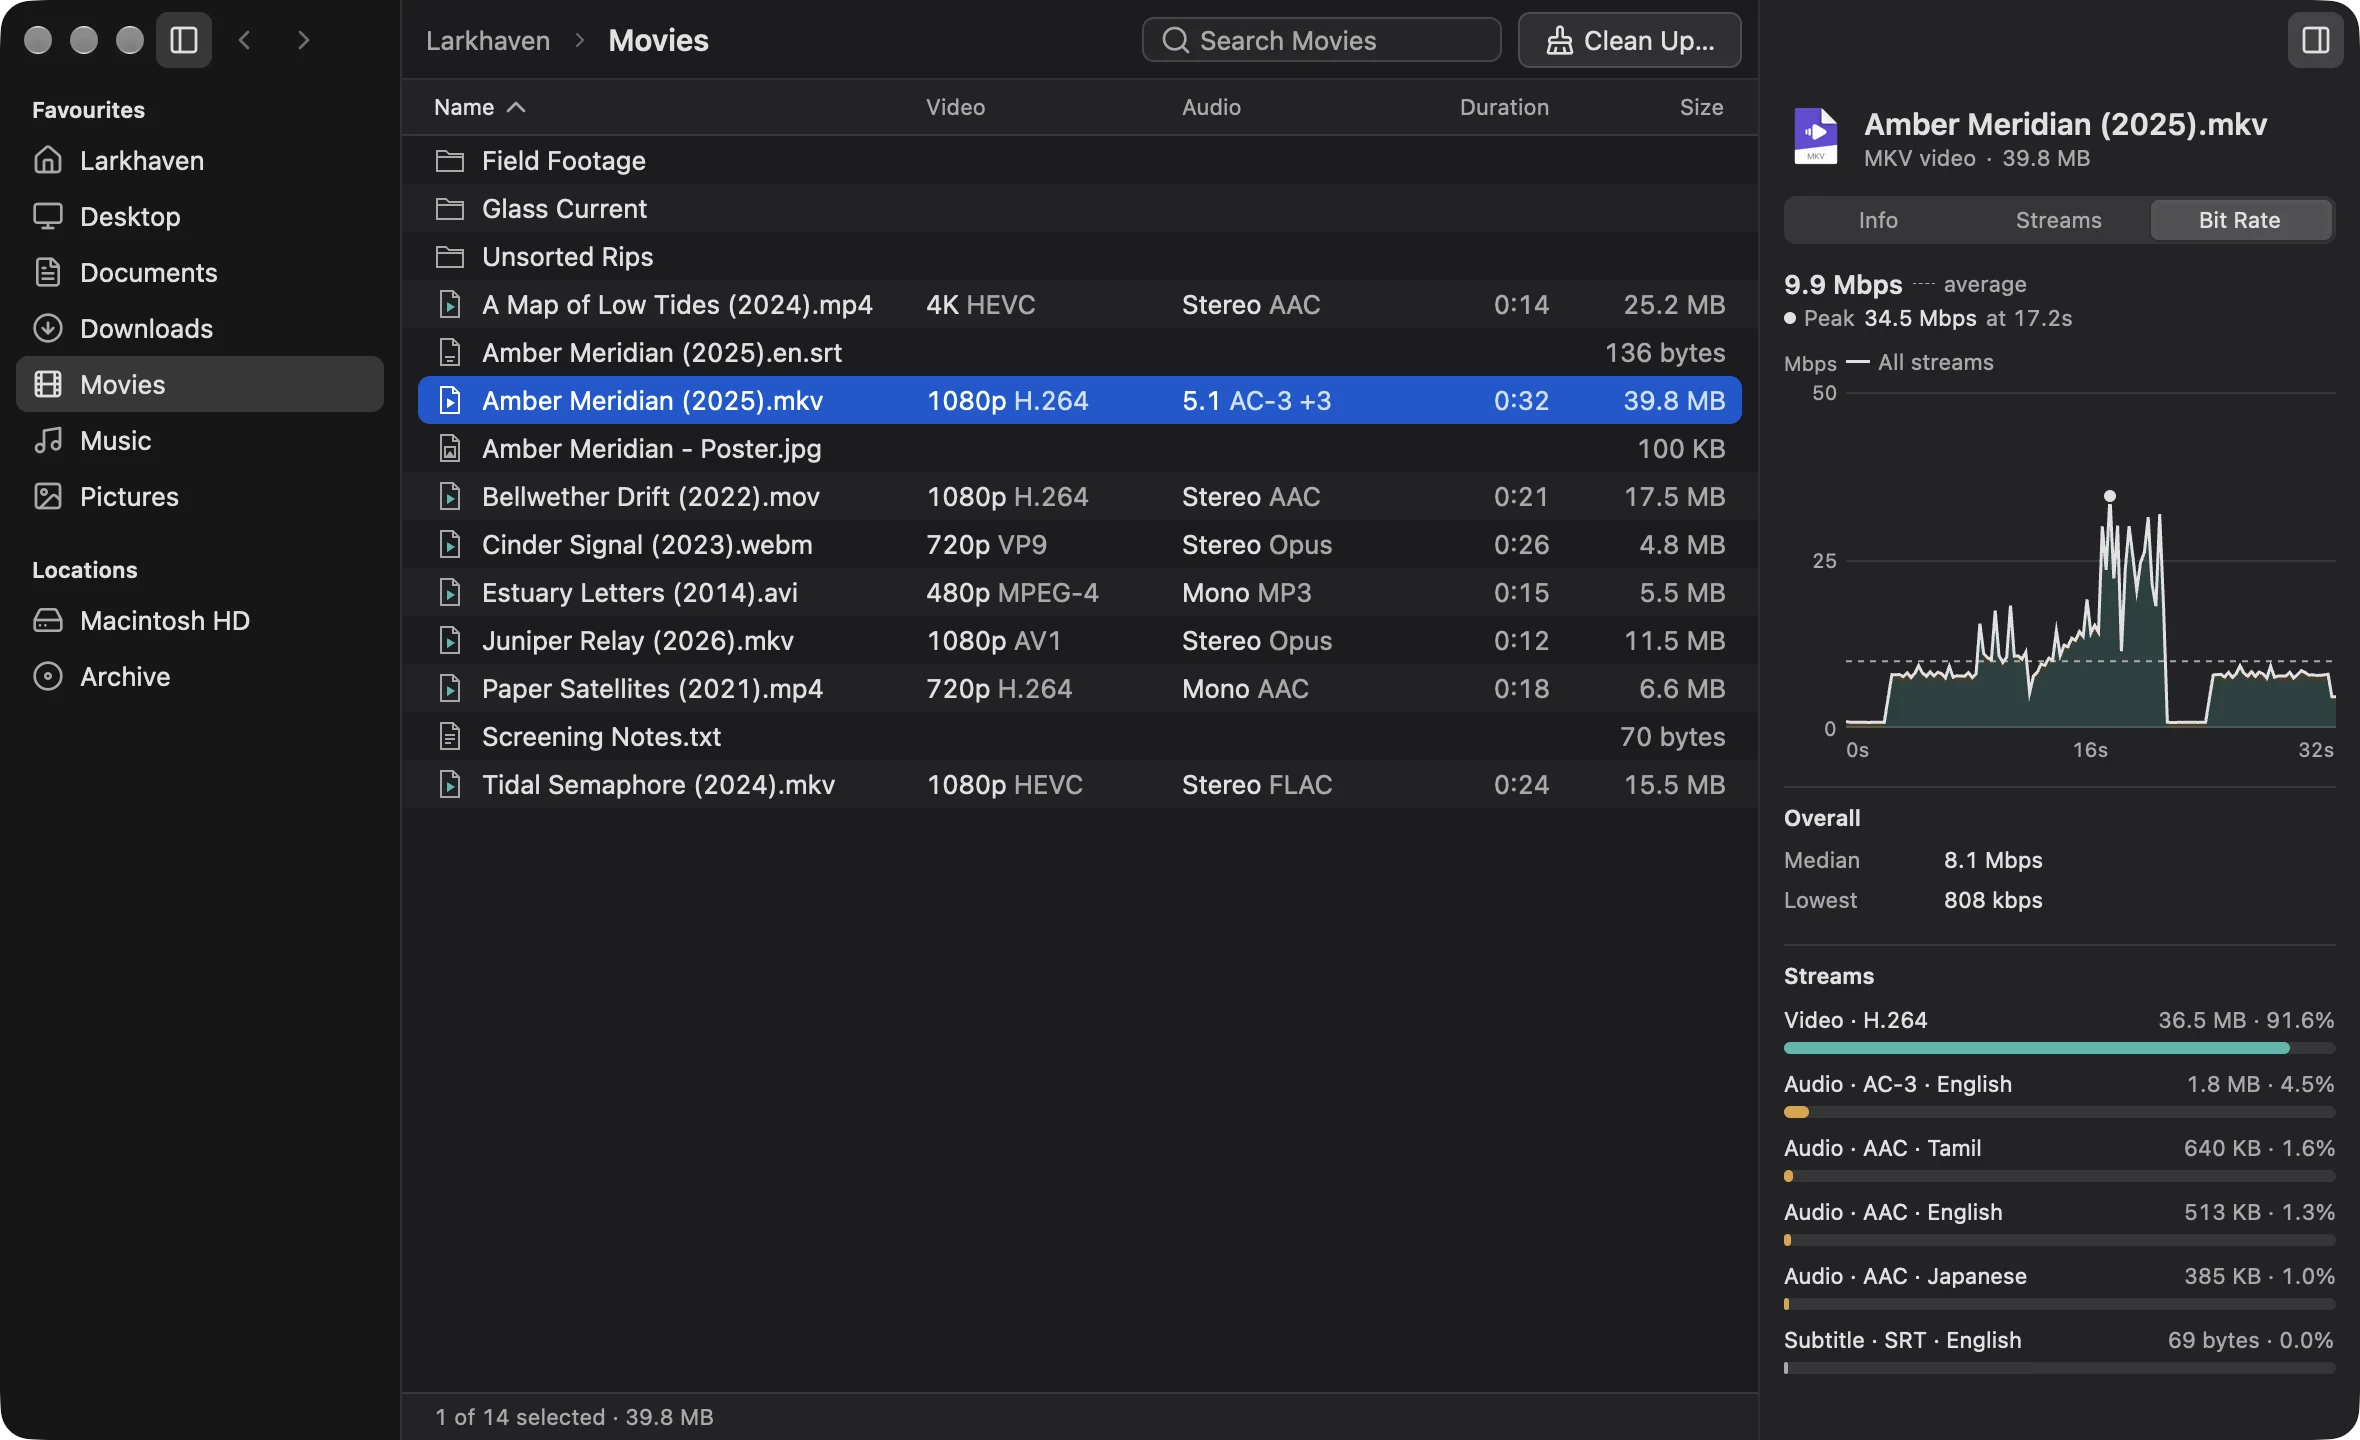 Larkhaven > Movies
Search Movies
Clean Up...
Favourites
Larkhaven
Desktop
Documents
Downloads
Movies
Music
Pictures
Locations
Macintosh HD
Archive
Name Video Audio Duration Size
Field Footage
Glass Current
Unsorted Rips
A Map of Low Tides (2024).mp4 4K HEVC Stereo AAC 0:14 25.2 MB
Amber Meridian (2025).en.srt 136 bytes
Amber Meridian (2025).mkv 1080p H.264 5.1 AC-3 +3 0:32 39.8 MB
Amber Meridian - Poster.jpg 100 KB
Bellwether Drift (2022).mov 1080p H.264 Stereo AAC 0:21 17.5 MB
Cinder Signal (2023).webm 720p VP9 Stereo Opus 0:26 4.8 MB
Estuary Letters (2014).avi 480p MPEG-4 Mono MP3 0:15 5.5 MB
Juniper Relay (2026).mkv 1080p AV1 Stereo Opus 0:12 11.5 MB
Paper Satellites (2021).mp4 720p H.264 Mono AAC 0:18 6.6 MB
Screening Notes.txt 70 bytes
Tidal Semaphore (2024).mkv 1080p HEVC Stereo FLAC 0:24 15.5 MB
1 of 14 selected · 39.8 MB
MKV
Amber Meridian (2025).mkv
MKV video · 39.8 MB
Info Streams Bit Rate
9.9 Mbps average
Peak 34.5 Mbps at 17.2s
Mbps All streams
50
25
0
0s 16s 32s
Overall
Median 8.1 Mbps
Lowest 808 kbps
Streams
Video · H.264 36.5 MB · 91.6%
Audio · AC-3 · English 1.8 MB · 4.5%
Audio · AAC · Tamil 640 KB · 1.6%
Audio · AAC · English 513 KB · 1.3%
Audio · AAC · Japanese 385 KB · 1.0%
Subtitle · SRT · English 69 bytes · 0.0%